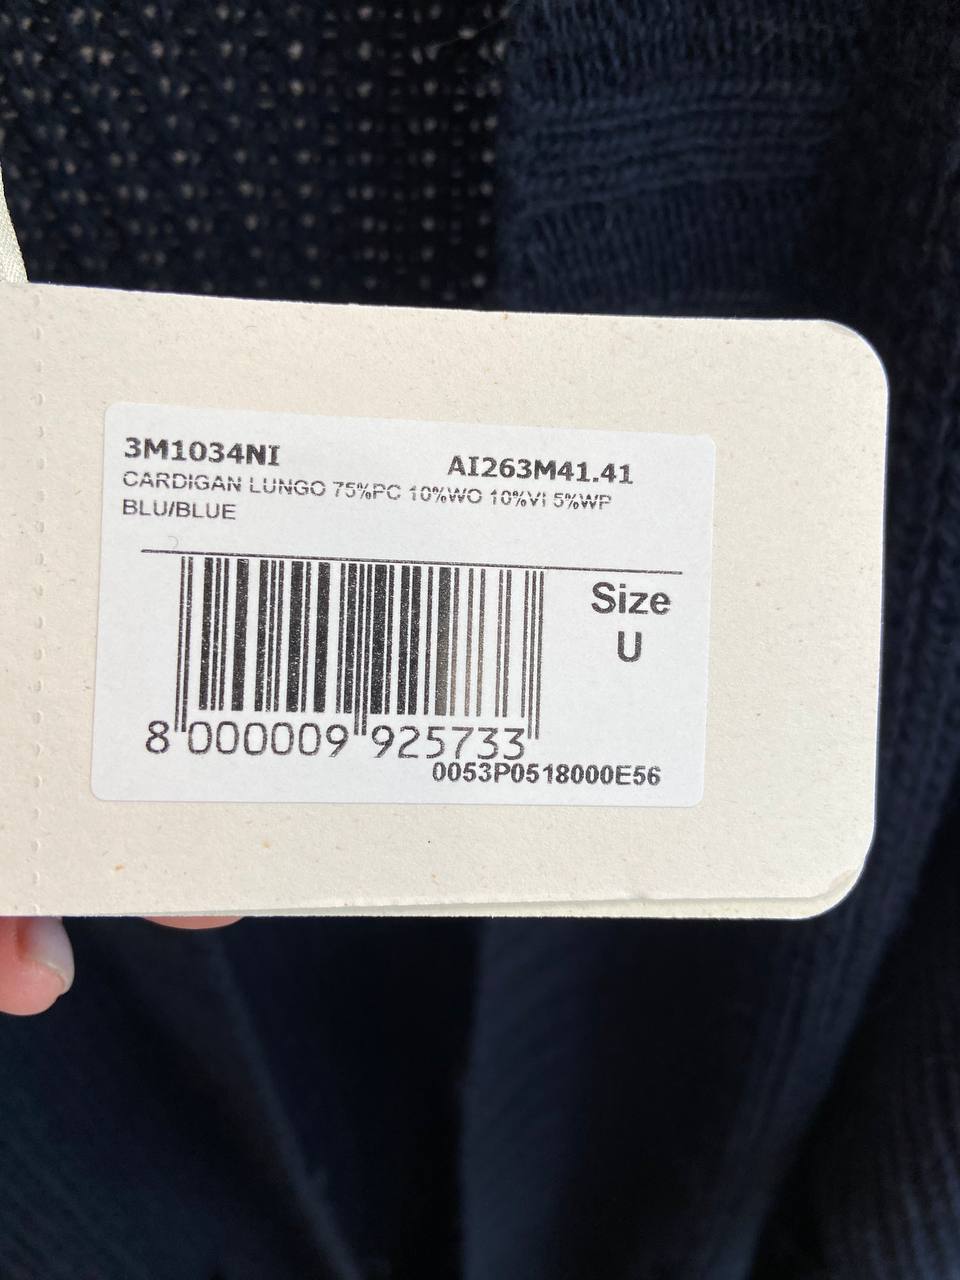 3M1034NI
AI263M41.41
CARDIGAN LUNGO 75%PC 10%WO 10%VI 5%WP
BLU/BLUE
Size
U
8 000009 925733
0053P0518000E56